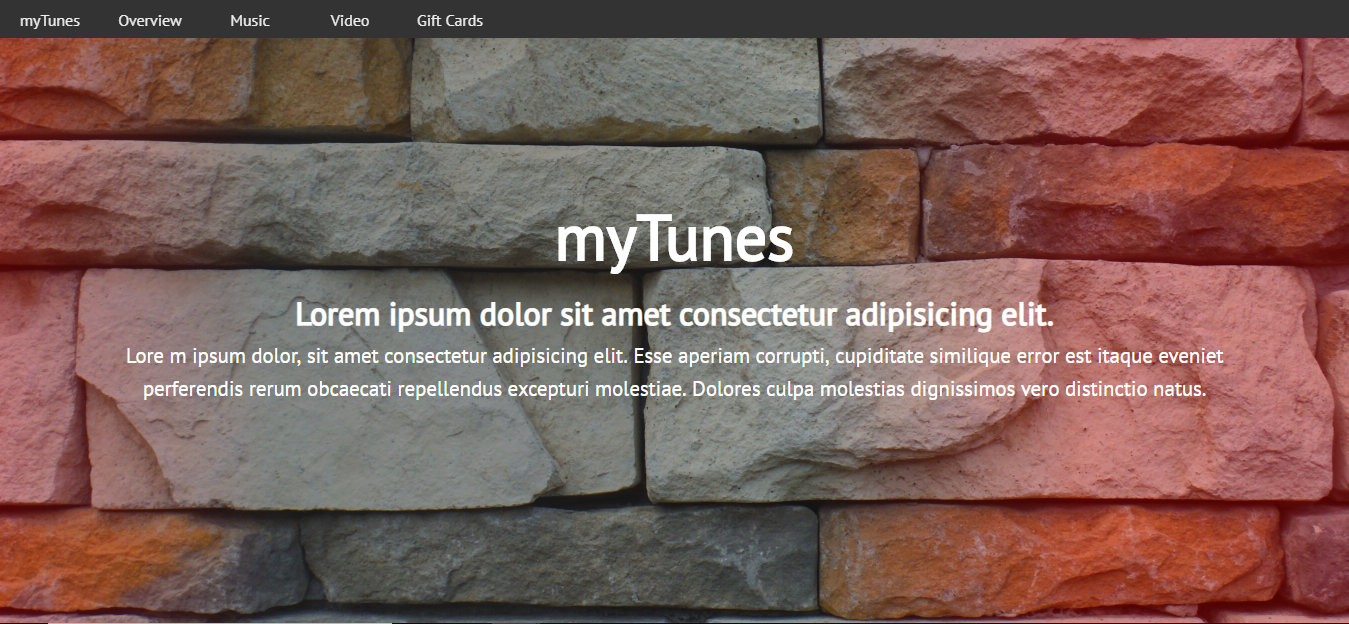 myTunes Overview Music Video Gift Cards
myTunes
Lorem ipsum dolor sit amet consectetur adipisicing elit.
Lore m ipsum dolor, sit amet consectetur adipisicing elit. Esse aperiam corrupti, cupiditate similique error est itaque eveniet
perferendis rerum obcaecati repellendus excepturi molestiae. Dolores culpa molestias dignissimos vero distinctio natus.